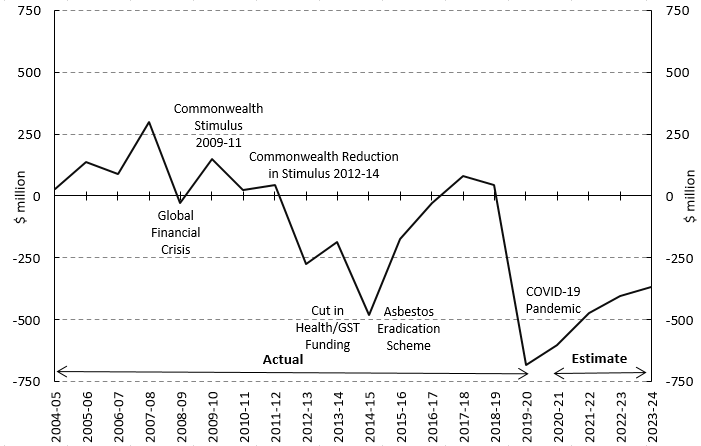 750
500
250
0
-250
-500
-750
$ million
750
500
250
0
-250
-500
-750
$ million
Commonwealth
Stimulus
2009-11
Commonwealth Reduction
in Stimulus 2012-14
Global
Financial
Crisis
Cut in
Health/GST
Funding
Asbestos
Eradication
Scheme
COVID-19
Pandemic
Actual
Estimate
2004-05
2005-06
2006-07
2007-08
2008-09
2009-10
2010-11
2011-12
2012-13
2013-14
2014-15
2015-16
2016-17
2017-18
2018-19
2019-20
2020-21
2021-22
2022-23
2023-24